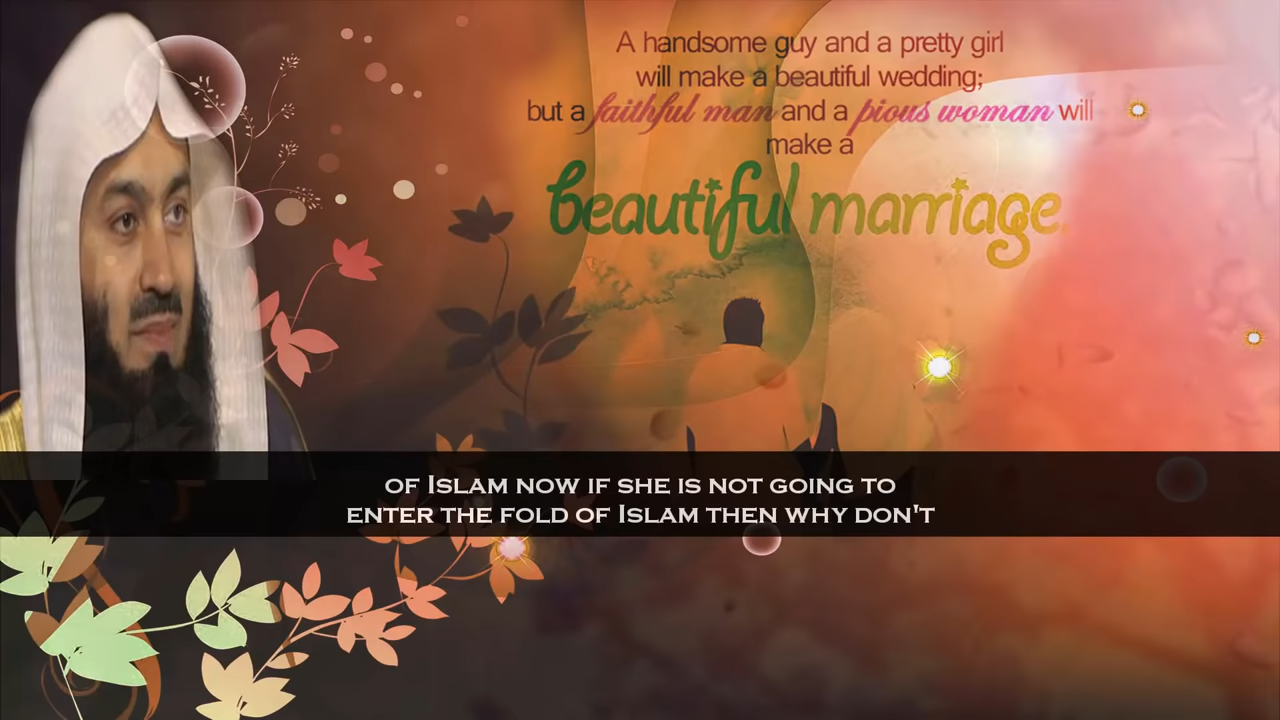 A handsome guy and a pretty girl
will make a beautiful wedding;
but a faithful man and a pious woman will
make a
beautiful marriage.
OF ISLAM NOW IF SHE IS NOT GOING TO
ENTER THE FOLD OF ISLAM THEN WHY DON'T